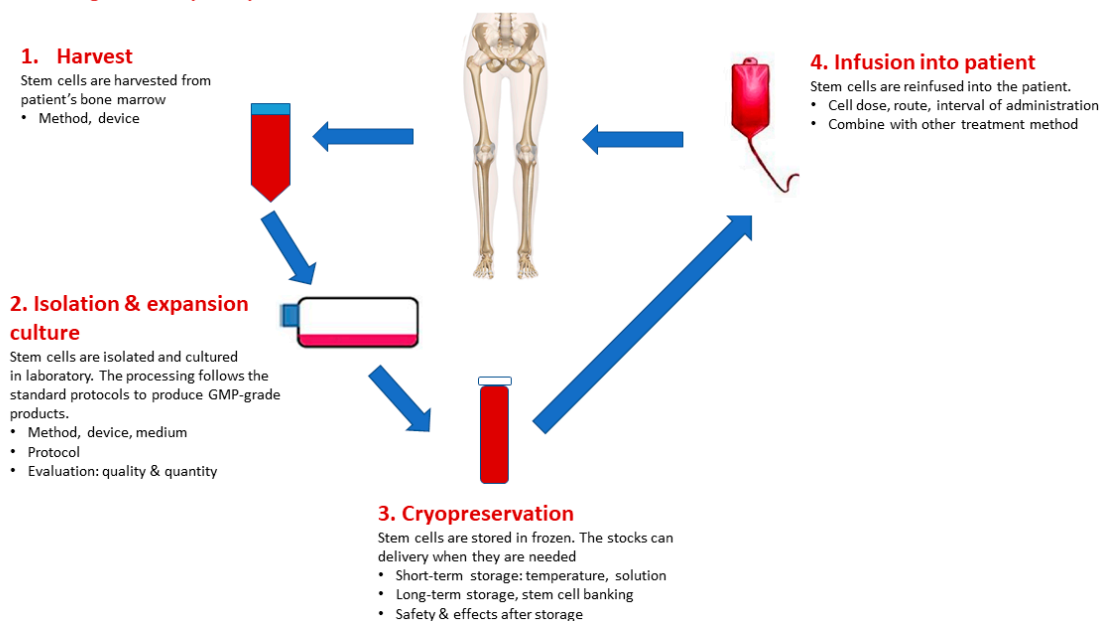 1. Harvest
Stem cells are harvested from
patient's bone marrow
• Method, device
2. Isolation & expansion
culture
Stem cells are isolated and cultured
in laboratory. The processing follows the
standard protocols to produce GMP-grade
products.
• Method, device, medium
• Protocol
• Evaluation: quality & quantity
3. Cryopreservation
Stem cells are stored in frozen. The stocks can
delivery when they are needed
• Short-term storage: temperature, solution
• Long-term storage, stem cell banking
• Safety & effects after storage
4. Infusion into patient
Stem cells are reinfused into the patient.
• Cell dose, route, interval of administration
• Combine with other treatment method